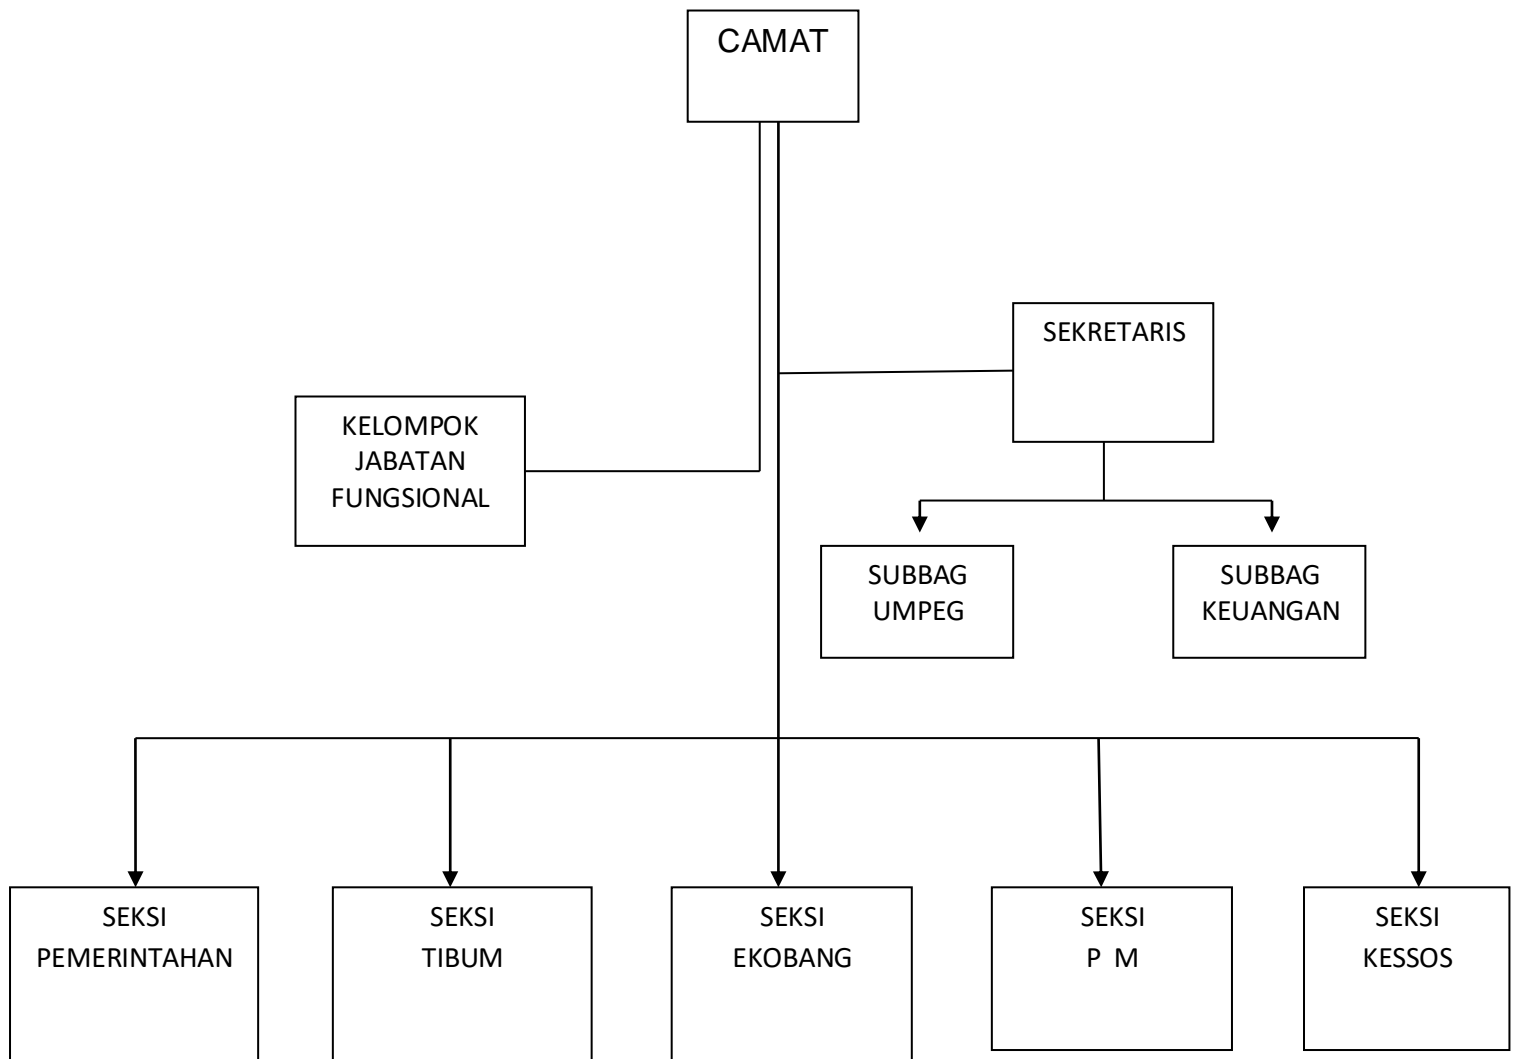 CAMAT
SEKRETARIS
KELOMPOK
JABATAN
FUNGSIONAL
SUBBAG
UMPEG
SUBBAG
KEUANGAN
SEKSI
PEMERINTAHAN
SEKSI
TIBUM
SEKSI
EKOBANG
SEKSI
P M
SEKSI
KESSOS